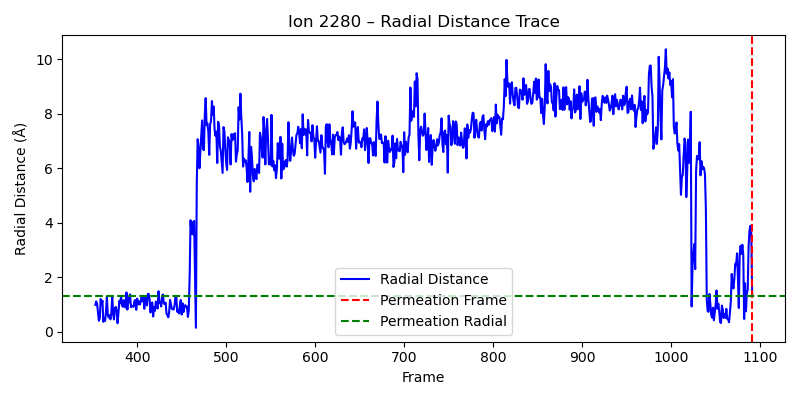 Ion 2280 – Radial Distance Trace
Radial Distance (Å)
10
8
6
4
2
0
Radial Distance
Permeation Frame
Permeation Radial
400 500 600 700 800 900 1000 1100
Frame